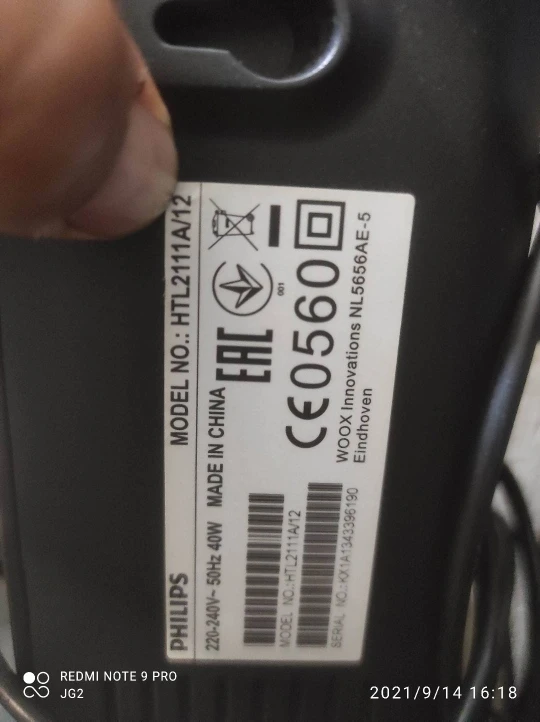 PHILIPS MODEL NO.: HTL2111A/12
220-240V~ 50Hz 40W MADE IN CHINA
EAC
001
CE0560
MODEL NO.:HTL2111A/12
SERIAL NO.:KX1A1343396190
WOOX Innovations NL5656AE-5
Eindhoven
REDMI NOTE 9 PRO
JG2
2021/9/14 16:18